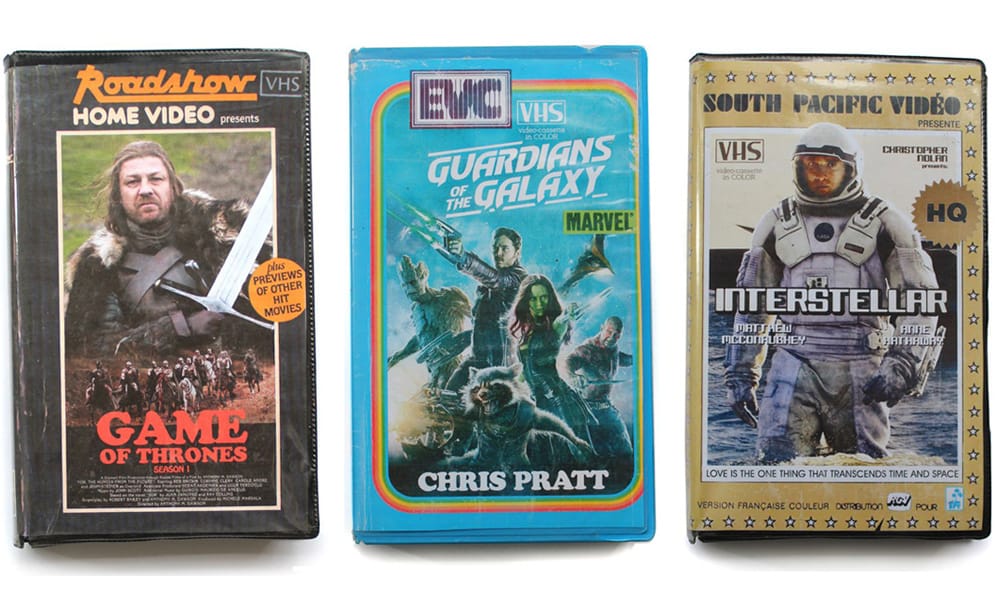 Roadshow
VHS
HOME VIDEO presents
plus
PREVIEWS
OF OTHER
HIT
MOVIES
GAME
OF THRONES
SEASON 1
EVC
VHS
video-cassette
in COLOR
GUARDIANS
OF THE GALAXY
MARVEL
CHRIS PRATT
SOUTH PACIFIC VIDÉO
PRESENTE
VHS
video-cassette
in COLOR
CHRISTOPHER
NOLAN
presents:
HQ
INTERSTELLAR
MATTHEW
MCCONAUGHEY
ANNE
HATHAWAY
LOVE IS THE ONE THING THAT TRANSCENDS TIME AND SPACE
VERSION FRANÇAISE COULEUR DISTRIBUTION POUR